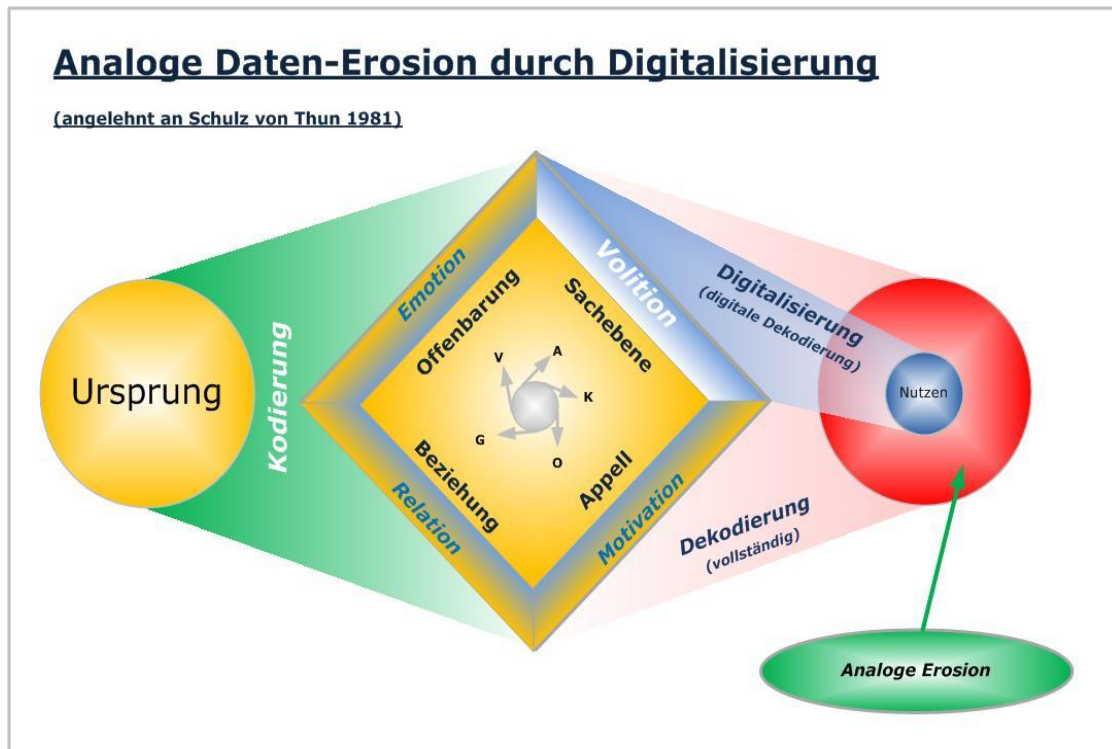 Analoge Daten-Erosion durch Digitalisierung
(angelehnt an Schulz von Thun 1981)
Ursprung
Kodierung
Emotion
Offenbarung
Volition
Sachebene
V
A
K
O
G
Beziehung
Relation
Appell
Motivation
Digitalisierung
(digitale Dekodierung)
Nutzen
Dekodierung
(vollständig)
Analoge Erosion